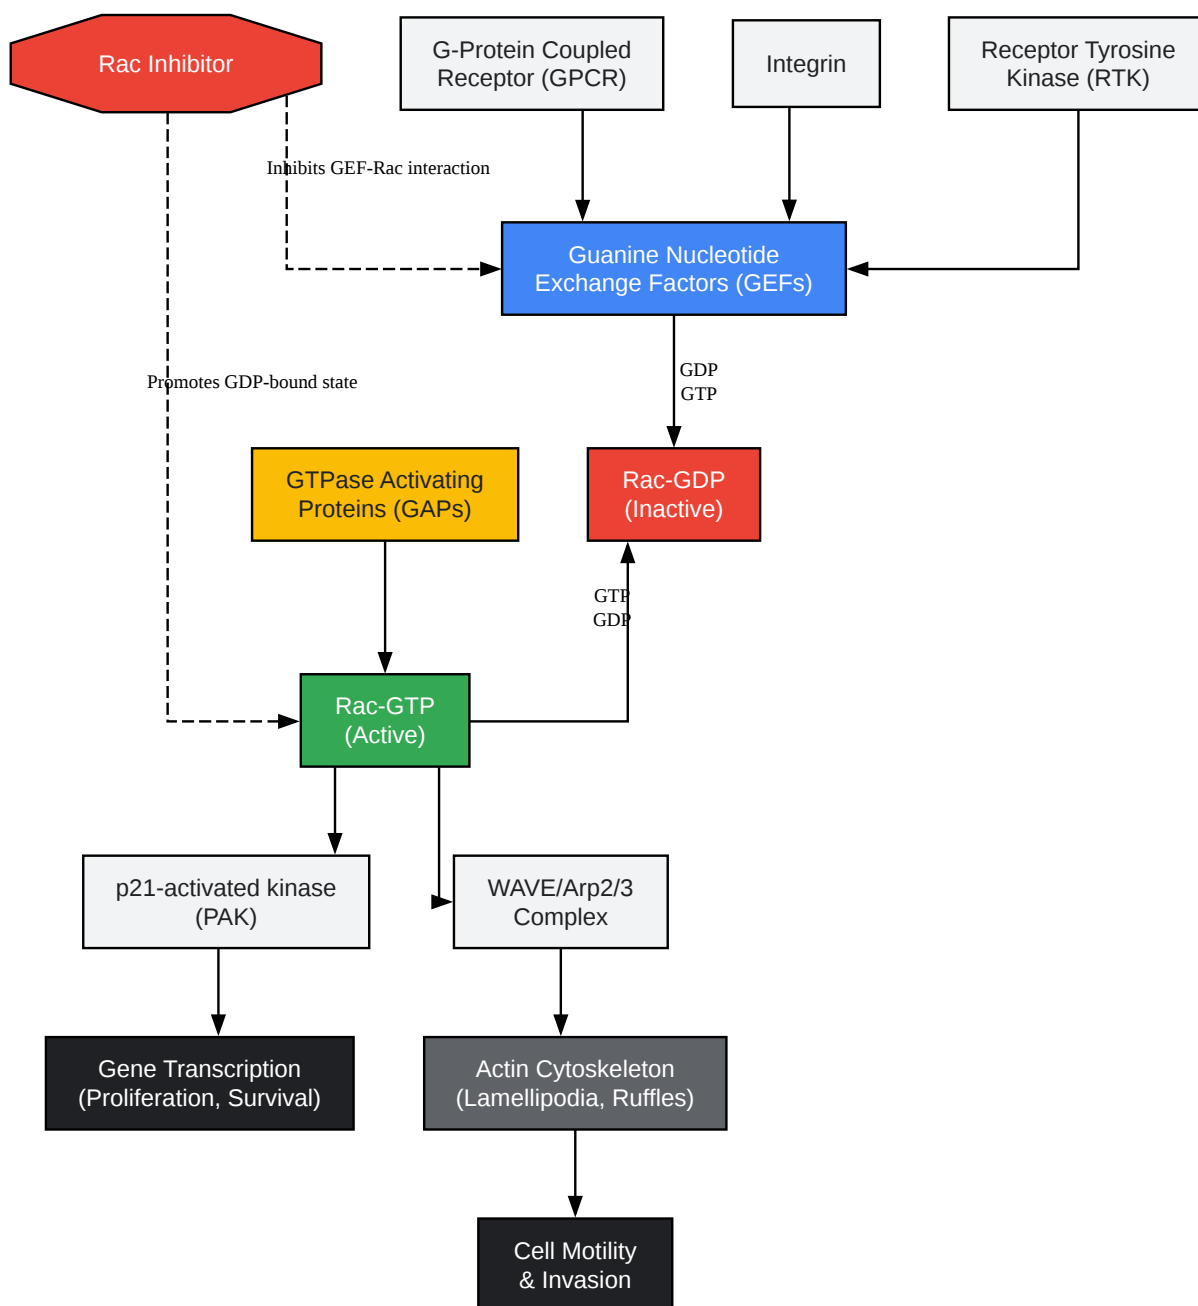 Rac Inhibitor
G-Protein Coupled
Receptor (GPCR)
Integrin
Receptor Tyrosine
Kinase (RTK)
Inhibits GEF-Rac interaction
Guanine Nucleotide
Exchange Factors (GEFs)
Promotes GDP-bound state
GDP
GTP
GTPase Activating
Proteins (GAPs)
Rac-GDP
(Inactive)
GTP
GDP
Rac-GTP
(Active)
p21-activated kinase
(PAK)
WAVE/Arp2/3
Complex
Gene Transcription
(Proliferation, Survival)
Actin Cytoskeleton
(Lamellipodia, Ruffles)
Cell Motility
& Invasion